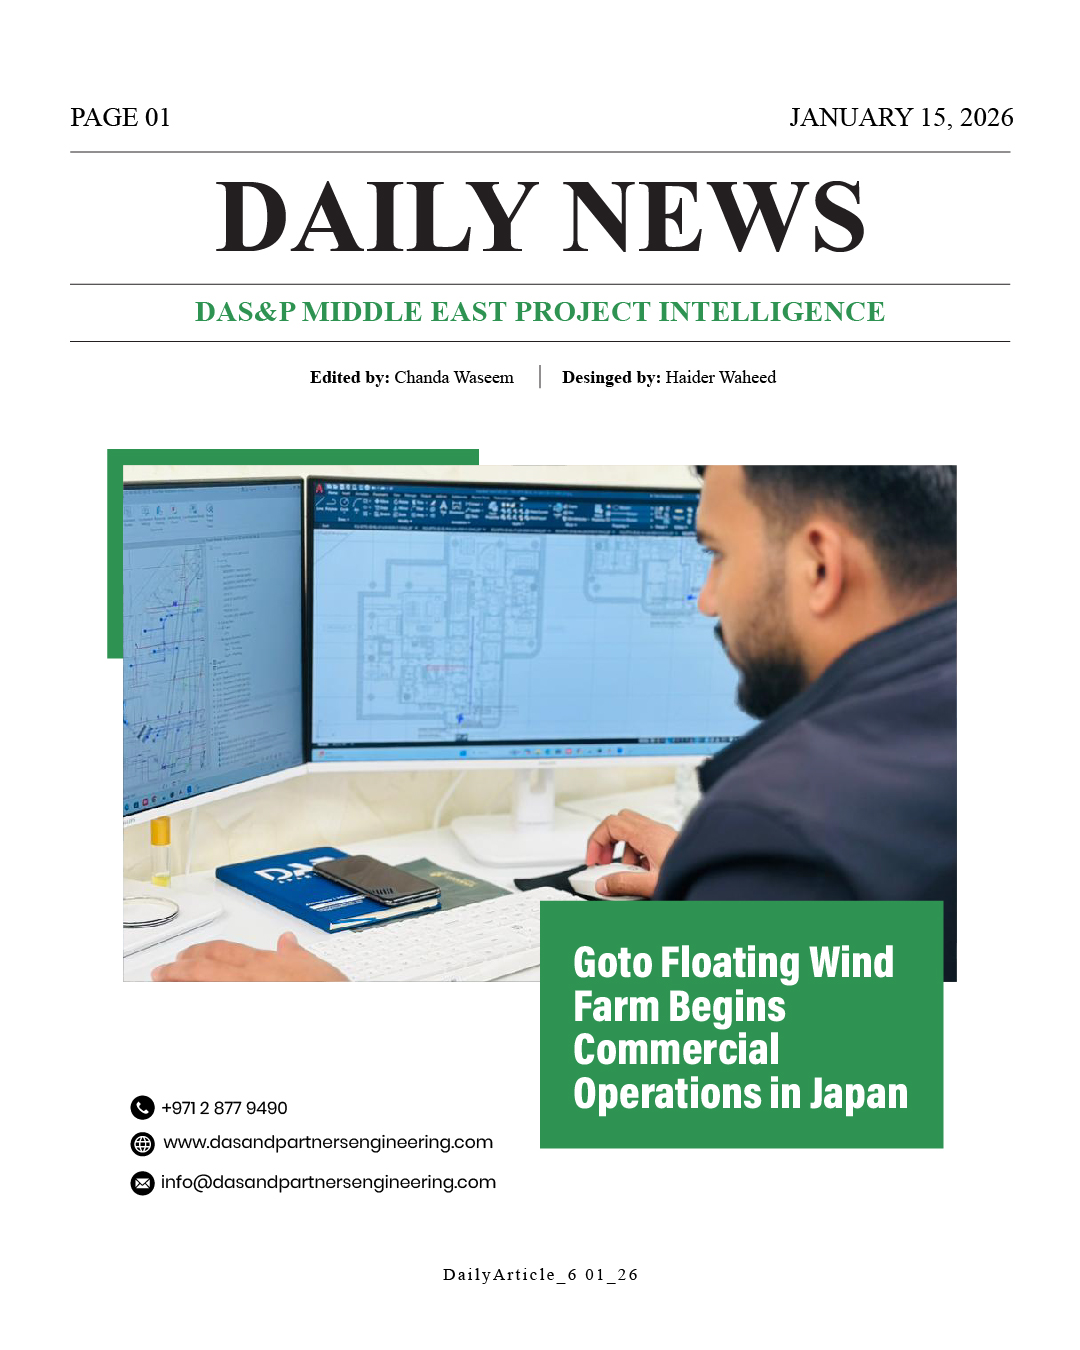 PAGE 01
JANUARY 15, 2026
DAILY NEWS
DAS&P MIDDLE EAST PROJECT INTELLIGENCE
Edited by: Chanda Waseem
Desinged by: Haider Waheed
Goto Floating Wind
Farm Begins
Commercial
Operations in Japan
+971 2 877 9490
www.dasandpartnersengineering.com
info@dasandpartnersengineering.com
DailyArticle_6 01_26